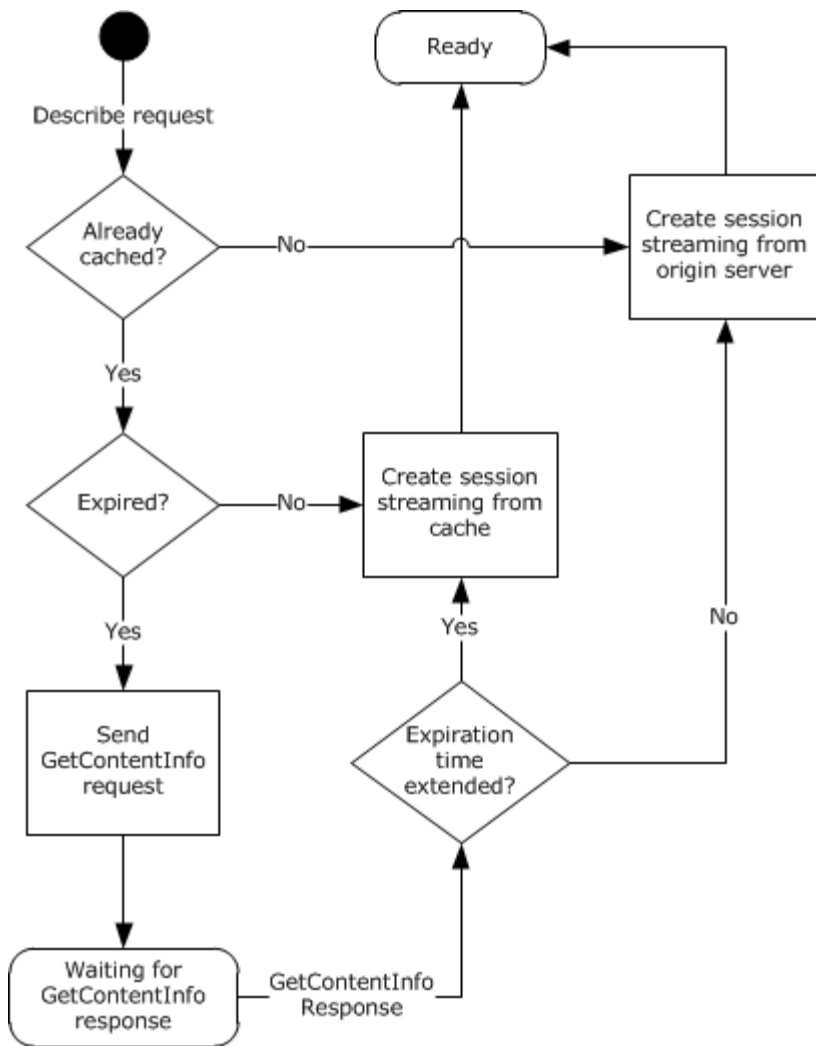 Ready
Describe request
Already
cached?
No
Create session
streaming from
origin server
Yes
Expired?
No
Create session
streaming from
cache
Yes
Yes
No
Send
GetContentInfo
request
Expiration
time
extended?
Waiting for
GetContentInfo
response
GetContentInfo
Response